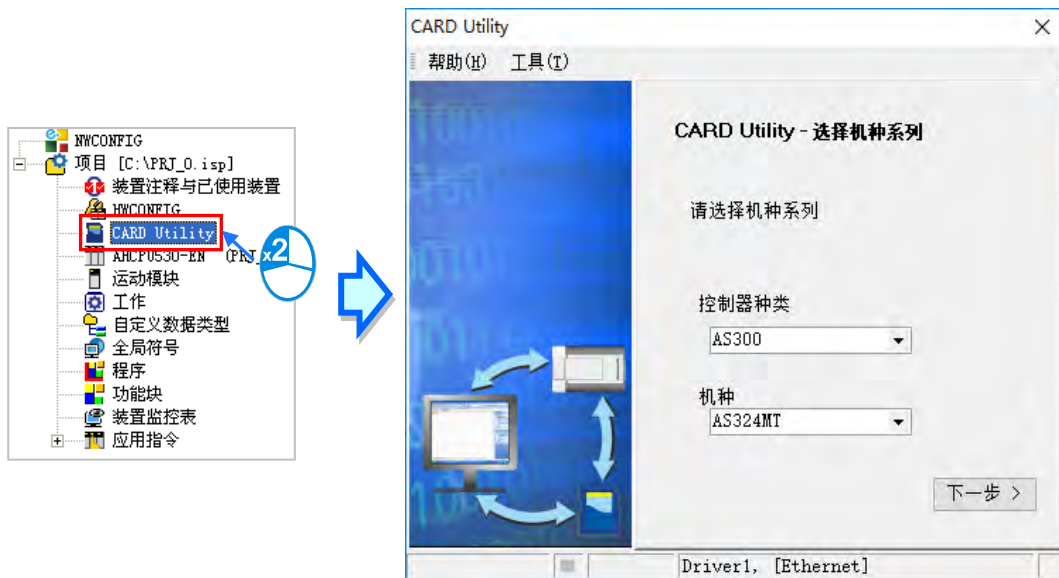 NWCONFIG
项目 [C:\PRJ_0.isp]
装置注释与已使用装置
HWCONFIG
CARD Utility
AHCPU530-EN (PRJ_
运动模块
工作
自定义数据类型
全局符号
程序
功能块
装置监控表
应用指令
x2
CARD Utility
帮助(H) 工具(T)
CARD Utility - 选择机种系列
请选择机种系列
控制器种类
AS300
机种
AS324MT
下一步 >
Driver1, [Ethernet]